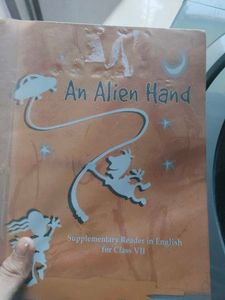 An Alien Hand
Supplementary Reader in English
for Class VII